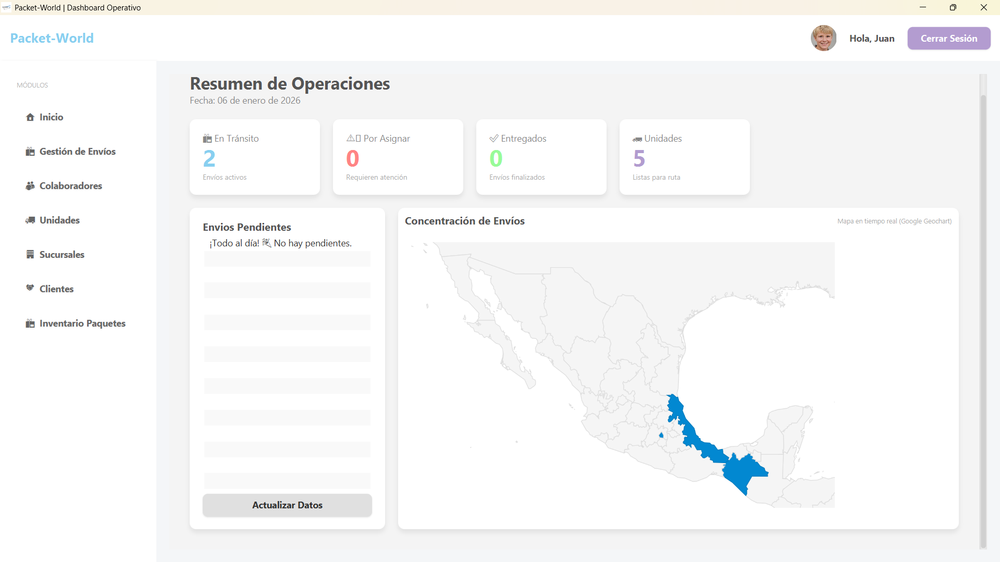 Packet-World | Dashboard Operativo
Packet-World
Hola, Juan
Cerrar Sesión
MÓDULOS
Inicio
Gestión de Envíos
Colaboradores
Unidades
Sucursales
Clientes
Inventario Paquetes
Resumen de Operaciones
Fecha: 06 de enero de 2026
En Tránsito
2
Envíos activos
Por Asignar
0
Requieren atención
Entregados
0
Envíos finalizados
Unidades
5
Listas para ruta
Envios Pendientes
¡Todo al día! 🎉 No hay pendientes.
Actualizar Datos
Concentración de Envíos
Mapa en tiempo real (Google Geochart)